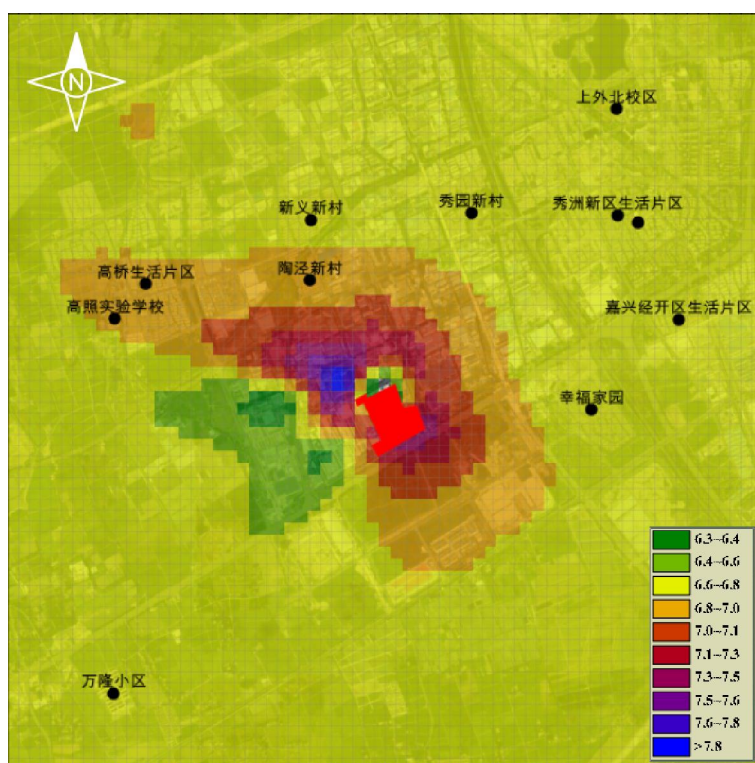 N
上外北校区
新义新村
秀园新村
秀洲新区生活片区
高桥生活片区
陶泾新村
高照实验学校
嘉兴经开区生活片区
幸福家园
万隆小区
6.3~6.4
6.4~6.6
6.6~6.8
6.8~7.0
7.0~7.1
7.1~7.3
7.3~7.5
7.5~7.6
7.6~7.8
>7.8